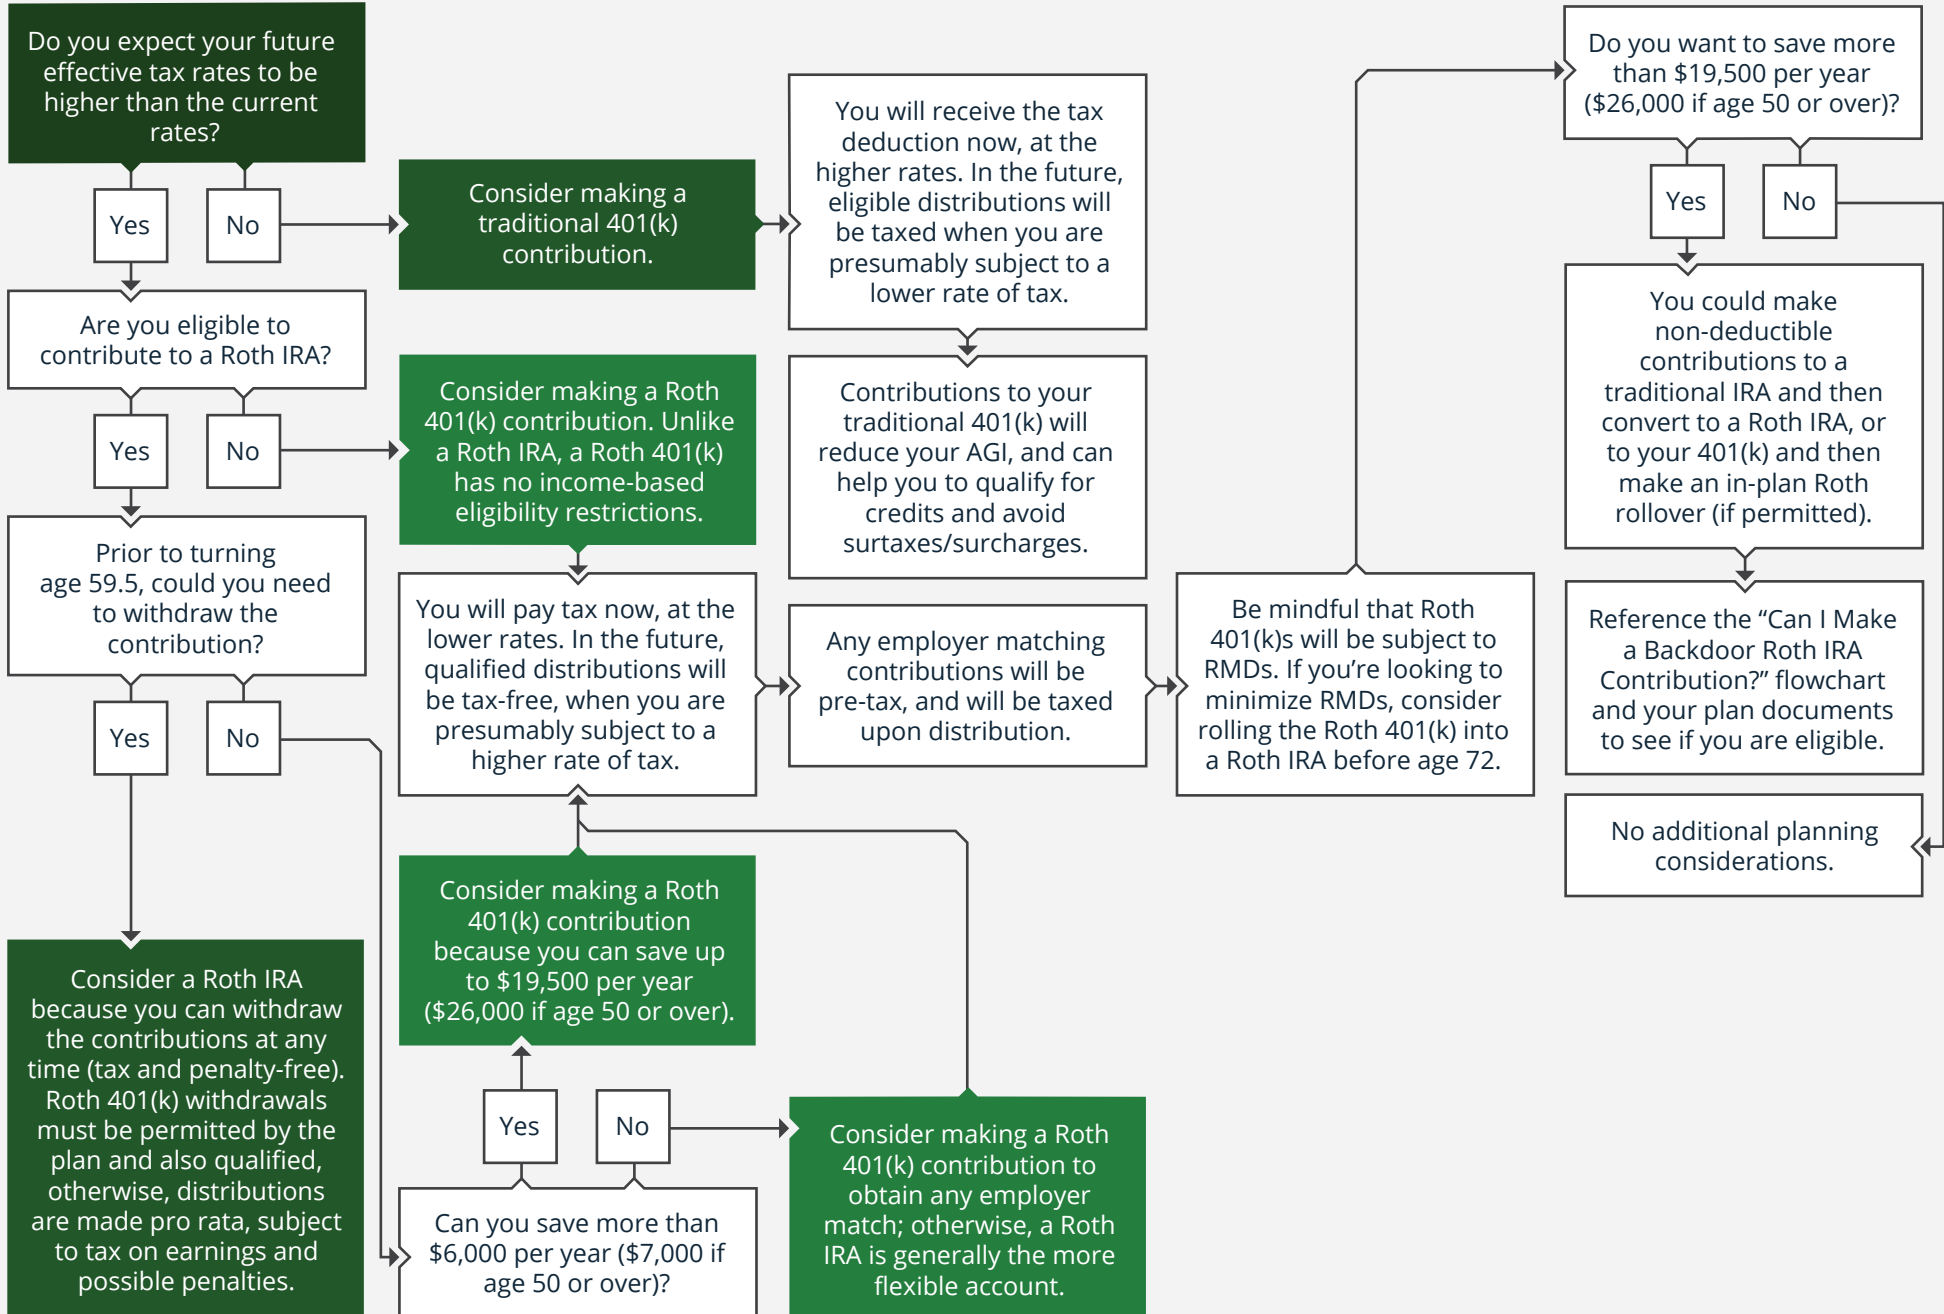 Do you expect your future
effective tax rates to be
higher than the current
rates?
Yes
No
Consider making a
traditional 401(k)
contribution.
You will receive the tax
deduction now, at the
higher rates. In the future,
eligible distributions will
be taxed when you are
presumably subject to a
lower rate of tax.
Contributions to your
traditional 401(k) will
reduce your AGI, and can
help you to qualify for
credits and avoid
surtaxes/surcharges.
Are you eligible to
contribute to a Roth IRA?
Yes
No
Consider making a Roth
401(k) contribution. Unlike
a Roth IRA, a Roth 401(k)
has no income-based
eligibility restrictions.
Prior to turning
age 59.5, could you need
to withdraw the
contribution?
Yes
No
Consider a Roth IRA
because you can withdraw
the contributions at any
time (tax and penalty-free).
Roth 401(k) withdrawals
must be permitted by the
plan and also qualified,
otherwise, distributions
are made pro rata, subject
to tax on earnings and
possible penalties.
Can you save more than
$6,000 per year ($7,000 if
age 50 or over)?
Yes
No
Consider making a Roth
401(k) contribution
because you can save up
to $19,500 per year
($26,000 if age 50 or over).
Consider making a Roth
401(k) contribution to
obtain any employer
match; otherwise, a Roth
IRA is generally the more
flexible account.
You will pay tax now, at the
lower rates. In the future,
qualified distributions will
be tax-free, when you are
presumably subject to a
higher rate of tax.
Any employer matching
contributions will be
pre-tax, and will be taxed
upon distribution.
Be mindful that Roth
401(k)s will be subject to
RMDs. If you’re looking to
minimize RMDs, consider
rolling the Roth 401(k) into
a Roth IRA before age 72.
Do you want to save more
than $19,500 per year
($26,000 if age 50 or over)?
Yes
No
You could make
non-deductible
contributions to a
traditional IRA and then
convert to a Roth IRA, or
to your 401(k) and then
make an in-plan Roth
rollover (if permitted).
Reference the “Can I Make
a Backdoor Roth IRA
Contribution?” flowchart
and your plan documents
to see if you are eligible.
No additional planning
considerations.